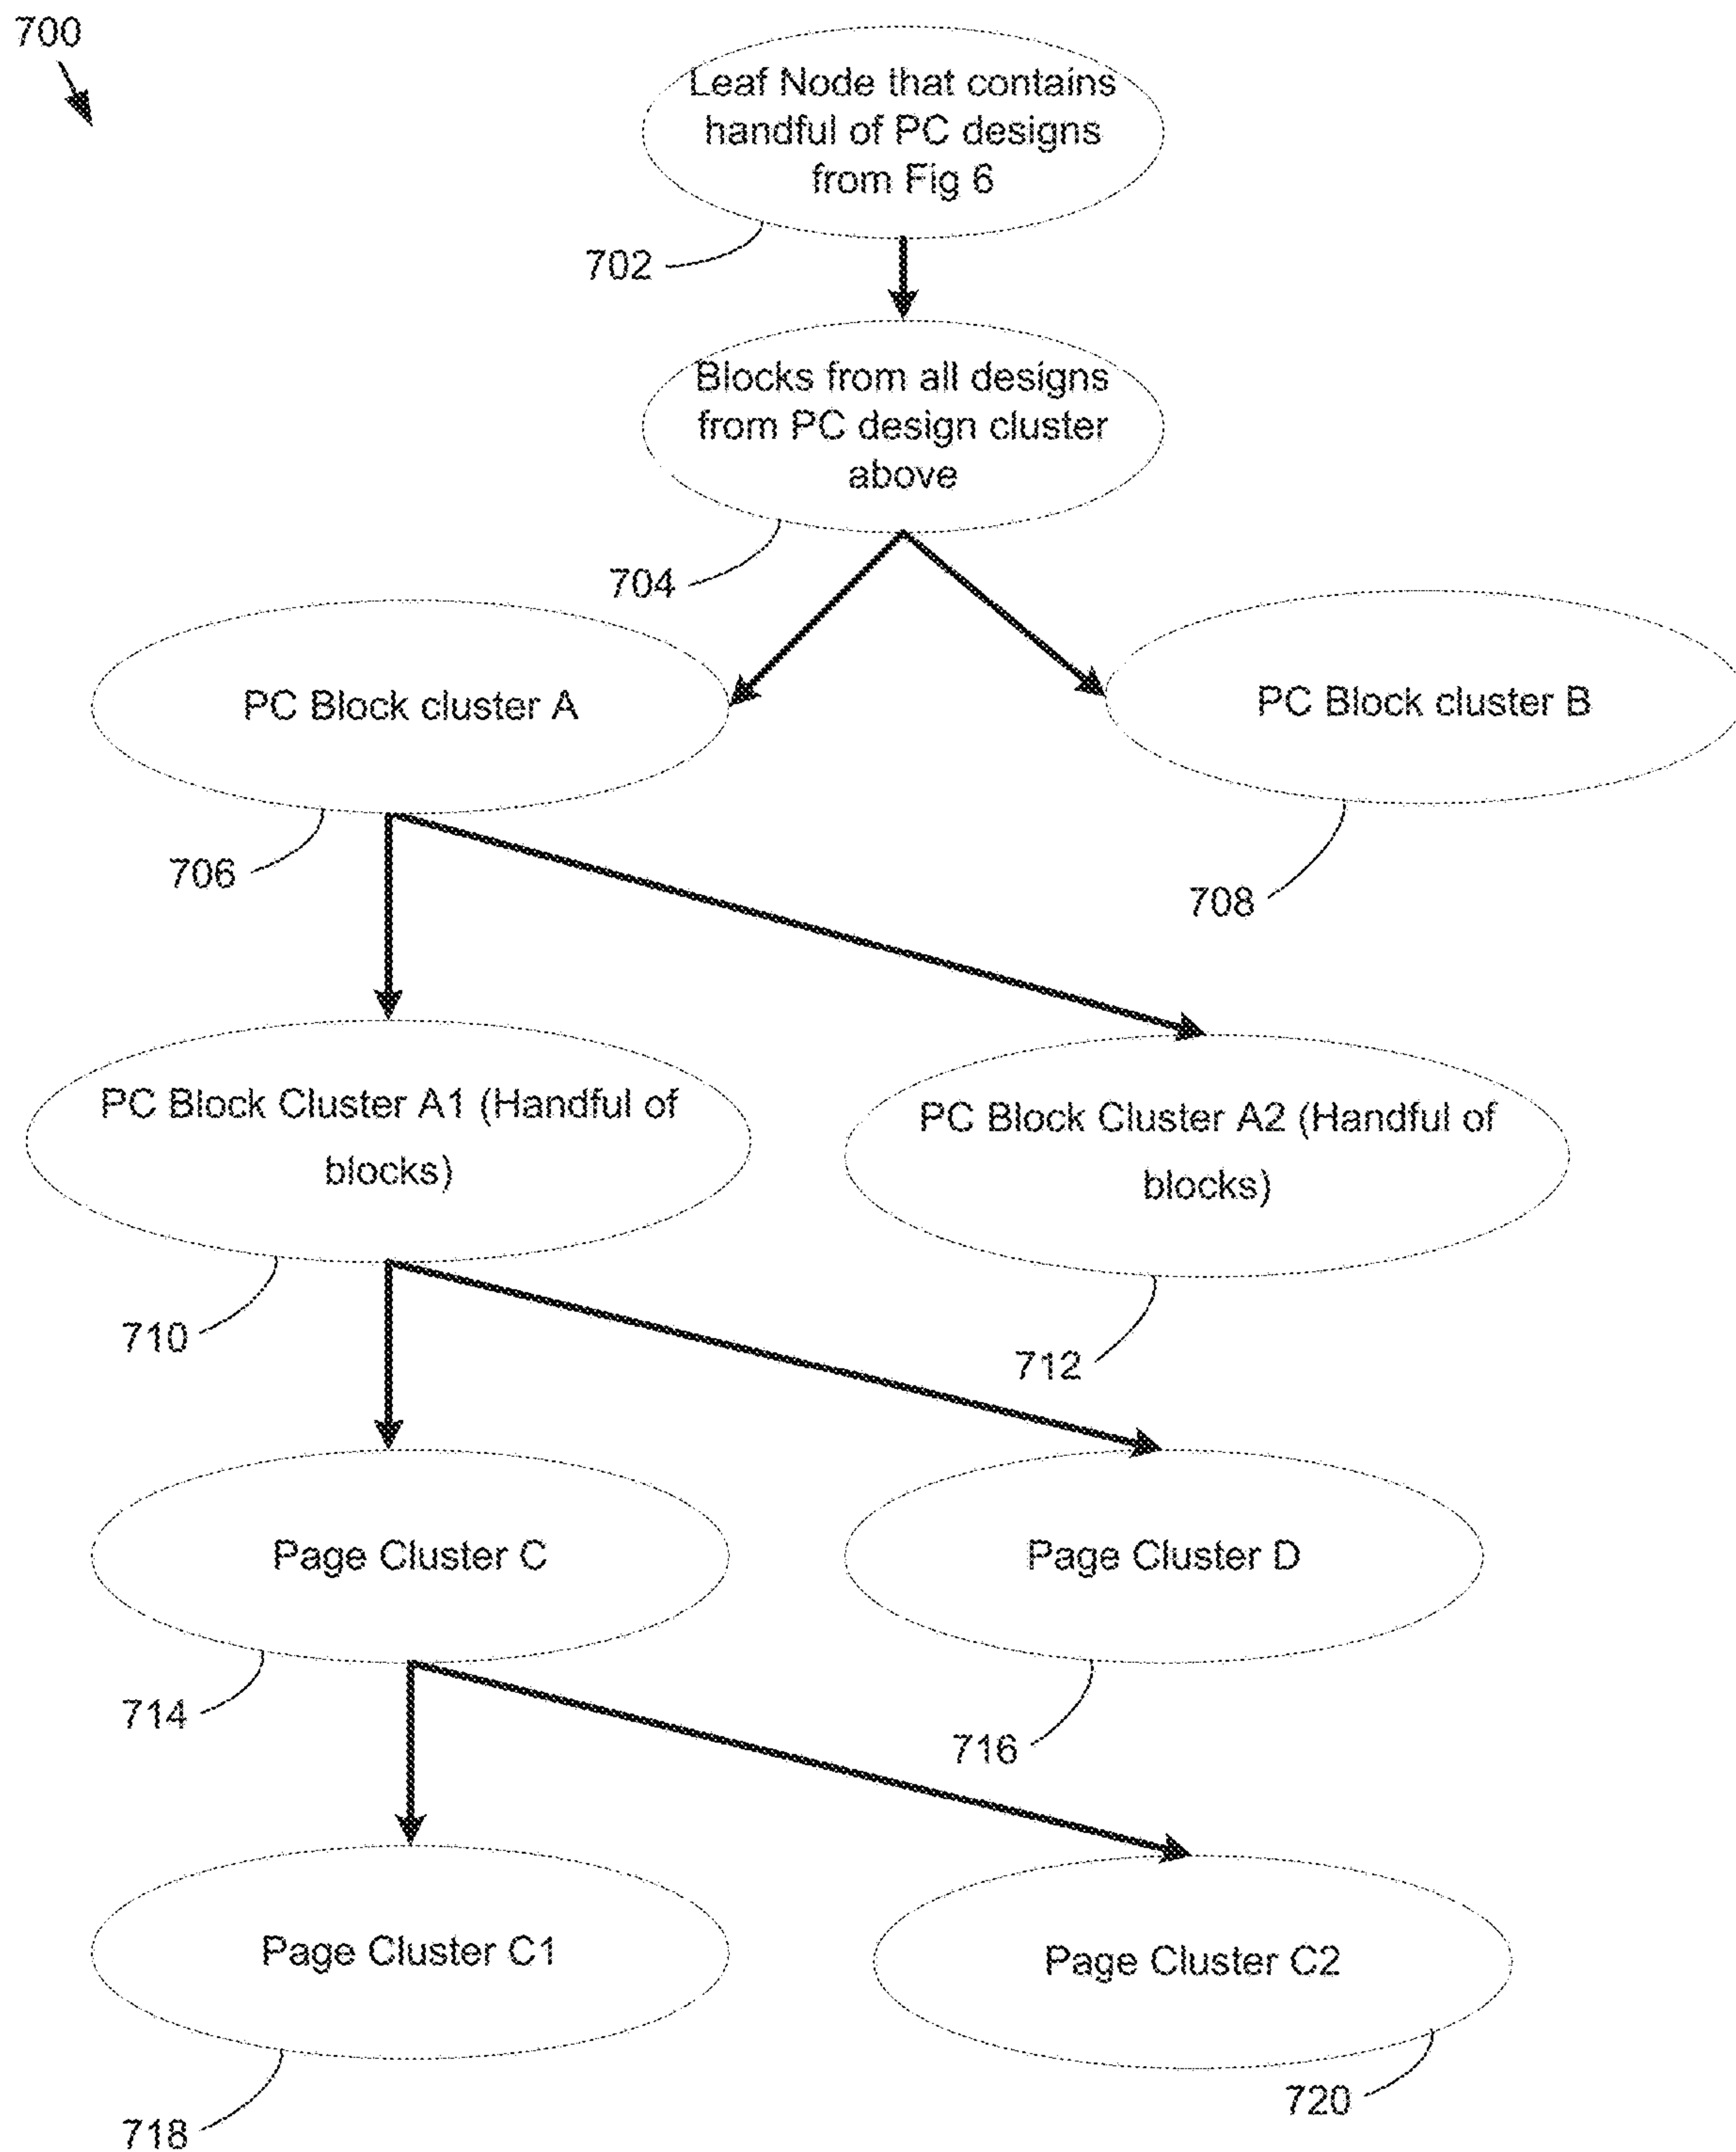 700
Leaf Node that contains
handful of PC designs
from Fig 6
702
Blocks from all designs
from PC design cluster
above
704
PC Block cluster A
PC Block cluster B
706
708
PC Block Cluster A1 (Handful of
blocks)
PC Block Cluster A2 (Handful of
blocks)
710
712
Page Cluster C
Page Cluster D
714
716
Page Cluster C1
Page Cluster C2
718
720